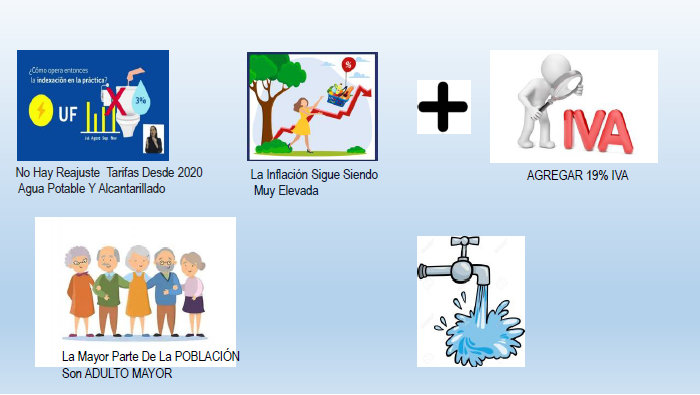 ¿Cómo opera entonces
la indexación en la práctica?
UF
3%
%
IVA
No Hay Reajuste Tarifas Desde 2020
Agua Potable Y Alcantarillado
La Inflación Sigue Siendo
Muy Elevada
AGREGAR 19% IVA
La Mayor Parte De La POBLACIÓN
Son ADULTO MAYOR